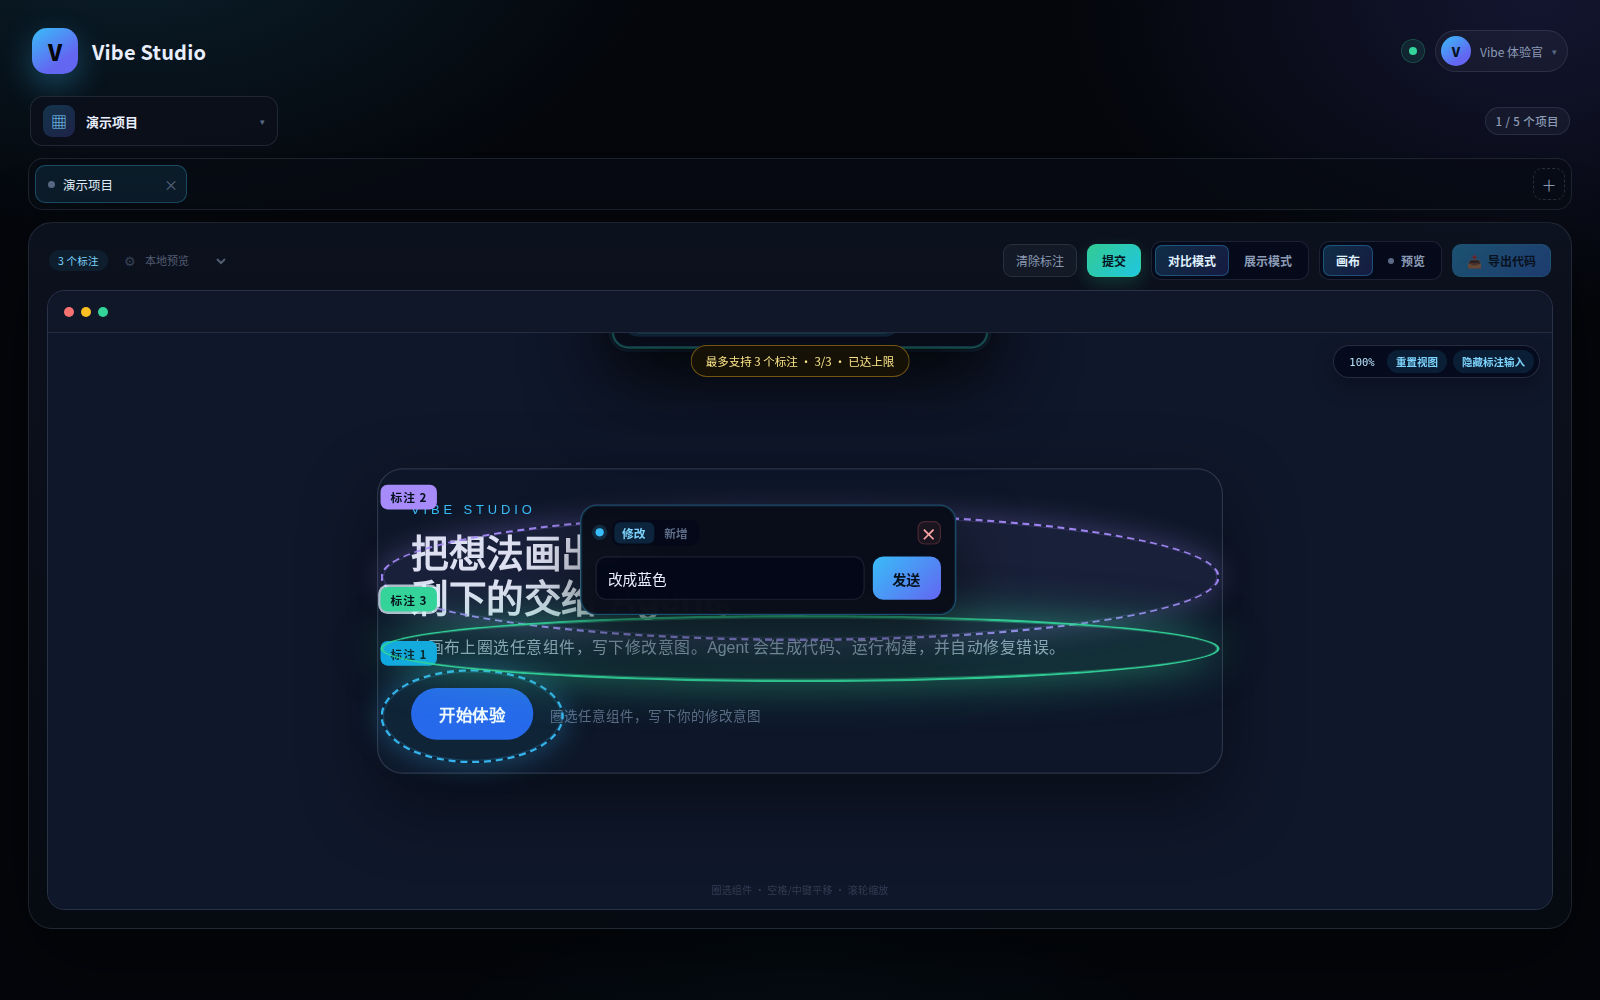 V
Vibe Studio
V
Vibe 体验官
演示项目
1 / 5 个项目
演示项目
3 个标注
本地预览
清除标注
提交
对比模式
展示模式
画布
预览
导出代码
最多支持 3 个标注 · 3/3 · 已达上限
100%
重置视图
隐藏标注输入
标注 2
VIBE STUDIO
修改
新增
把想法画出
改成蓝色
发送
标注 3
剩下的交给
画布上圈选任意组件，写下修改意图。Agent 会生成代码、运行构建，并自动修复错误。
标注 1
开始体验
圈选任意组件，写下你的修改意图
圈选组件 · 空格/中键平移 · 滚轮缩放